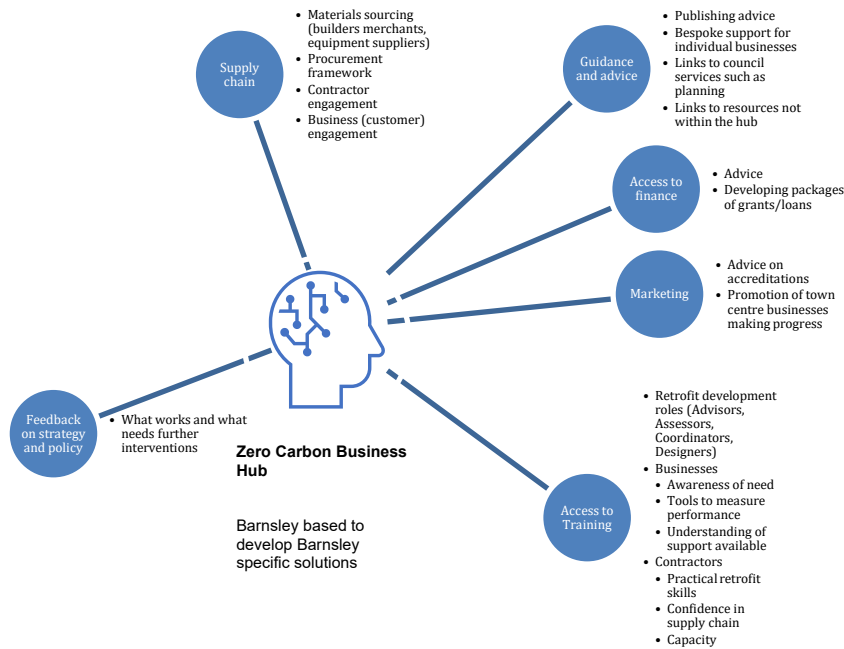 Supply
chain
• Materials sourcing
(builders merchants,
equipment suppliers)
• Procurement
framework
• Contractor
engagement
• Business (customer)
engagement
Guidance
and advice
• Publishing advice
• Bespoke support for
individual businesses
• Links to council
services such as
planning
• Links to resources not
within the hub
Access to
finance
• Advice
• Developing packages
of grants/loans
Marketing
• Advice on
accreditations
• Promotion of town
centre businesses
making progress
Feedback
on strategy
and policy
• What works and what
needs further
interventions
Zero Carbon Business
Hub
Barnsley based to
develop Barnsley
specific solutions
Access to
Training
• Retrofit development
roles (Advisors,
Assessors,
Coordinators,
Designers)
• Businesses
• Awareness of need
• Tools to measure
performance
• Understanding of
support available
• Contractors
• Practical retrofit
skills
• Confidence in
supply chain
• Capacity